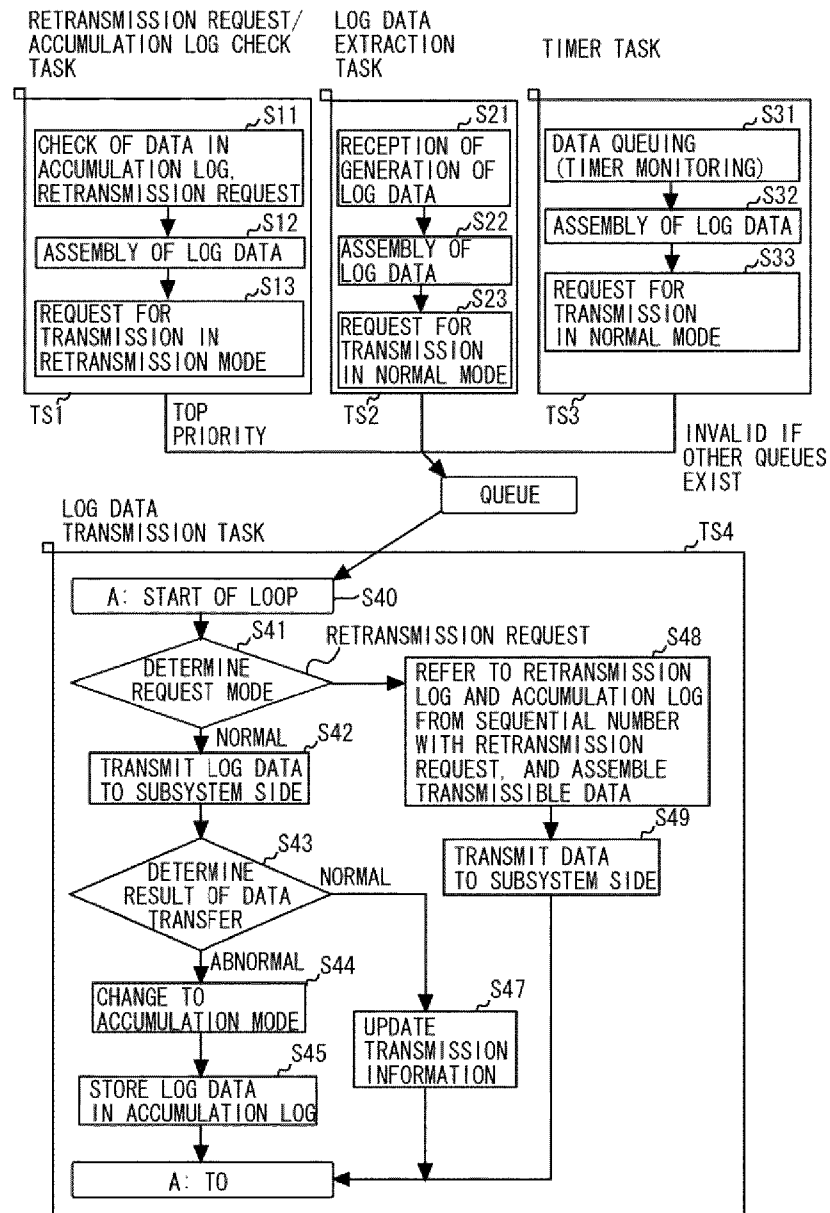 RETRANSMISSION REQUEST/
ACCUMULATION LOG CHECK
TASK
S11
CHECK OF DATA IN
ACCUMULATION LOG,
RETRANSMISSION REQUEST
S12
ASSEMBLY OF LOG DATA
S13
REQUEST FOR
TRANSMISSION IN
RETRANSMISSION MODE
TS1
TOP
PRIORITY
LOG DATA
EXTRACTION
TASK
S21
RECEPTION OF
GENERATION OF
LOG DATA
S22
ASSEMBLY OF
LOG DATA
S23
REQUEST FOR
TRANSMISSION
IN NORMAL MODE
TS2
TIMER TASK
S31
DATA QUEUING
(TIMER MONITORING)
S32
ASSEMBLY OF LOG DATA
S33
REQUEST FOR
TRANSMISSION
IN NORMAL MODE
TS3
INVALID IF
OTHER QUEUES
EXIST
QUEUE
LOG DATA
TRANSMISSION TASK
TS4
A: START OF LOOP
S40
S41
DETERMINE
REQUEST MODE
RETRANSMISSION REQUEST
NORMAL
S42
TRANSMIT LOG DATA
TO SUBSYSTEM SIDE
S48
REFER TO RETRANSMISSION
LOG AND ACCUMULATION LOG
FROM SEQUENTIAL NUMBER
WITH RETRANSMISSION
REQUEST, AND ASSEMBLE
TRANSMISSIBLE DATA
S49
TRANSMIT DATA
TO SUBSYSTEM SIDE
S43
DETERMINE
RESULT OF DATA
TRANSFER
NORMAL
ABNORMAL
S44
CHANGE TO
ACCUMULATION MODE
S45
STORE LOG DATA
IN ACCUMULATION LOG
S47
UPDATE
TRANSMISSION
INFORMATION
A: TO